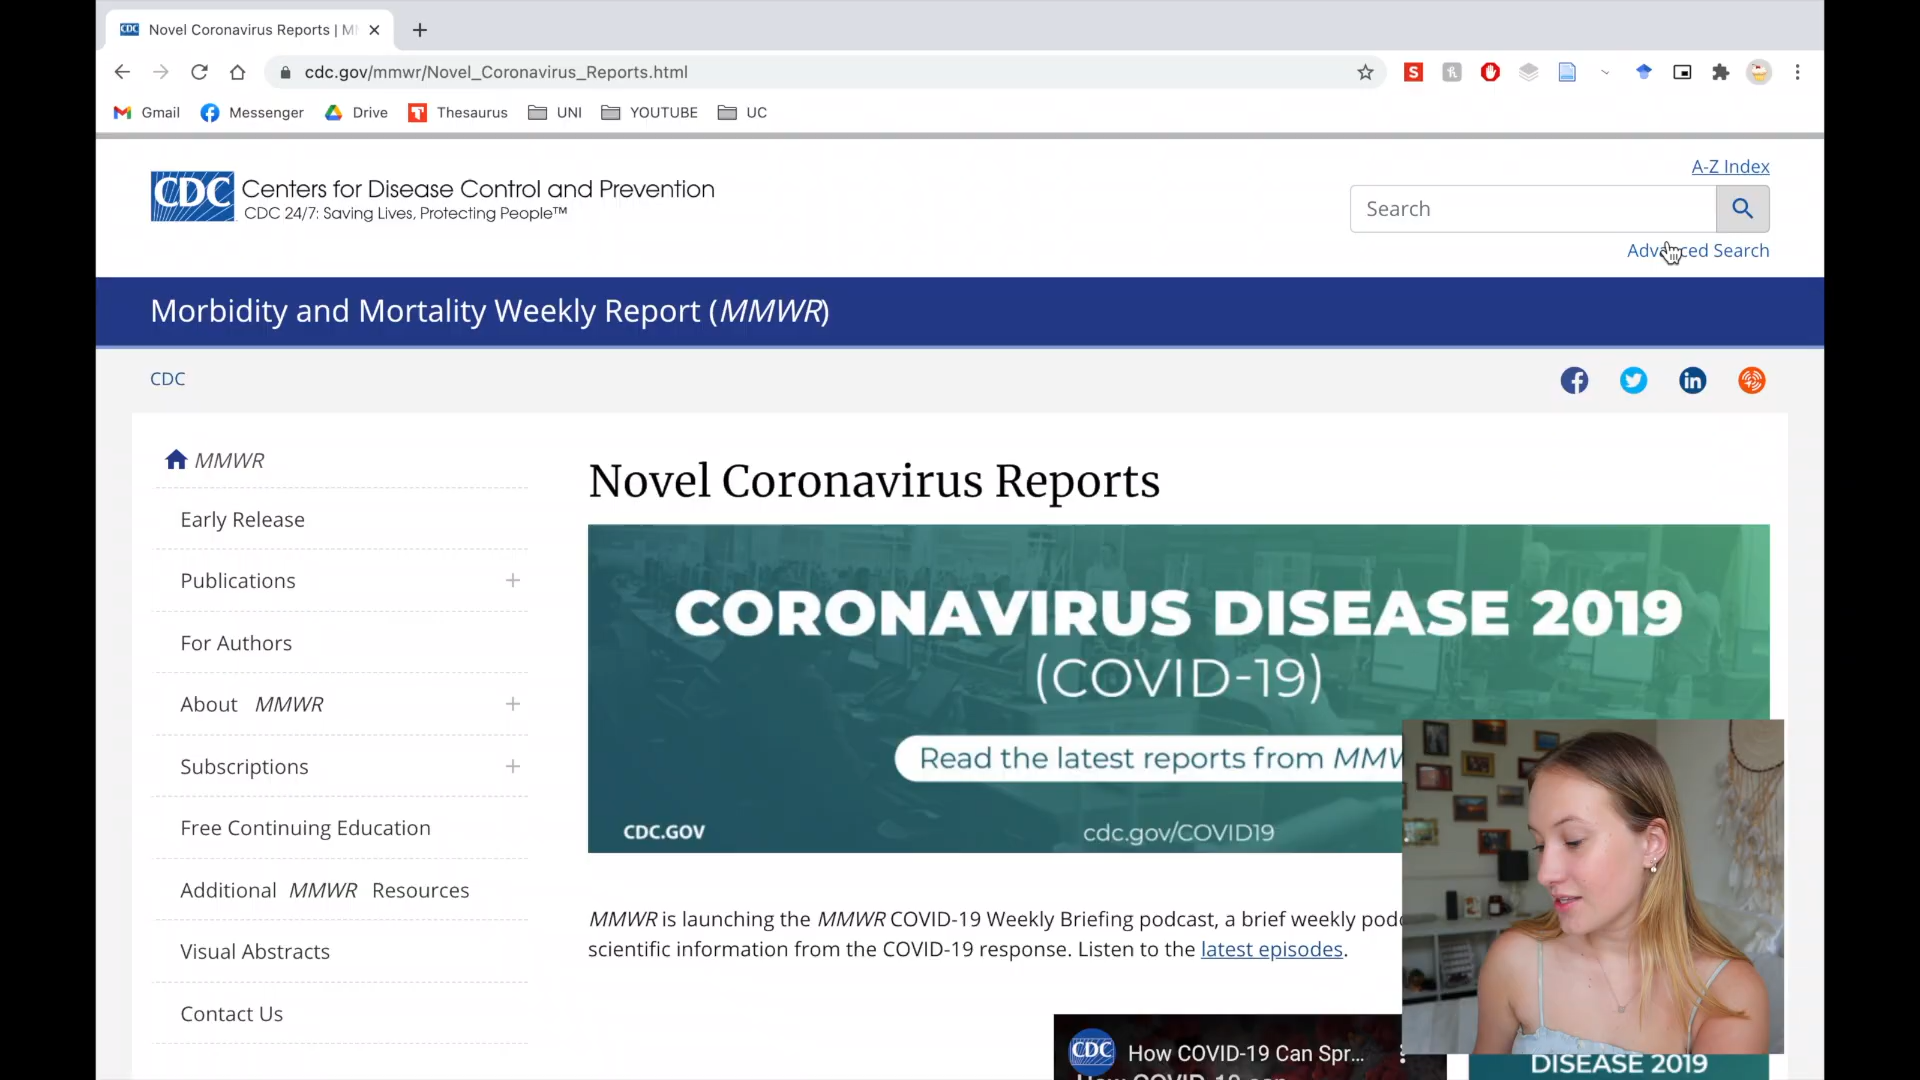 Novel Coronavirus Reports | M
cdc.gov/mmwr/Novel_Coronavirus_Reports.html
Gmail Messenger Drive Thesaurus UNI YOUTUBE UC
A-Z Index
CDC Centers for Disease Control and Prevention
CDC 24/7: Saving Lives, Protecting People™
Search
Advanced Search
Morbidity and Mortality Weekly Report (MMWR)
CDC
MMWR
Early Release
Publications
For Authors
About MMWR
Subscriptions
Free Continuing Education
Additional MMWR Resources
Visual Abstracts
Contact Us
Novel Coronavirus Reports
CORONAVIRUS DISEASE 2019
(COVID-19)
Read the latest reports from MMW
CDC.GOV
cdc.gov/COVID19
MMWR is launching the MMWR COVID-19 Weekly Briefing podcast, a brief weekly pod
scientific information from the COVID-19 response. Listen to the latest episodes.
CDC How COVID-19 Can Spr...
DISEASE 2019